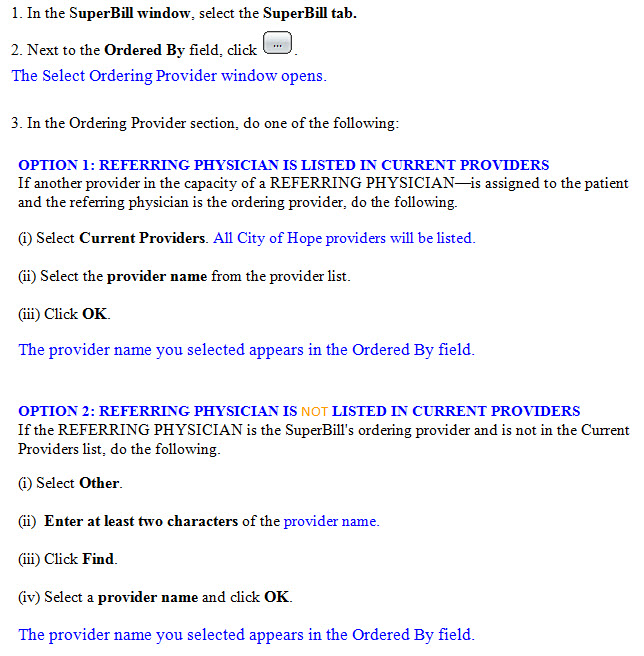 1. In the SuperBill window, select the SuperBill tab.
2. Next to the Ordered By field, click ... .
The Select Ordering Provider window opens.
3. In the Ordering Provider section, do one of the following:
OPTION 1: REFERRING PHYSICIAN IS LISTED IN CURRENT PROVIDERS
If another provider in the capacity of a REFERRING PHYSICIAN—is assigned to the patient
and the referring physician is the ordering provider, do the following.
(i) Select Current Providers. All City of Hope providers will be listed.
(ii) Select the provider name from the provider list.
(iii) Click OK.
The provider name you selected appears in the Ordered By field.
OPTION 2: REFERRING PHYSICIAN IS NOT LISTED IN CURRENT PROVIDERS
If the REFERRING PHYSICIAN is the SuperBill's ordering provider and is not in the Current
Providers list, do the following.
(i) Select Other.
(ii) Enter at least two characters of the provider name.
(iii) Click Find.
(iv) Select a provider name and click OK.
The provider name you selected appears in the Ordered By field.